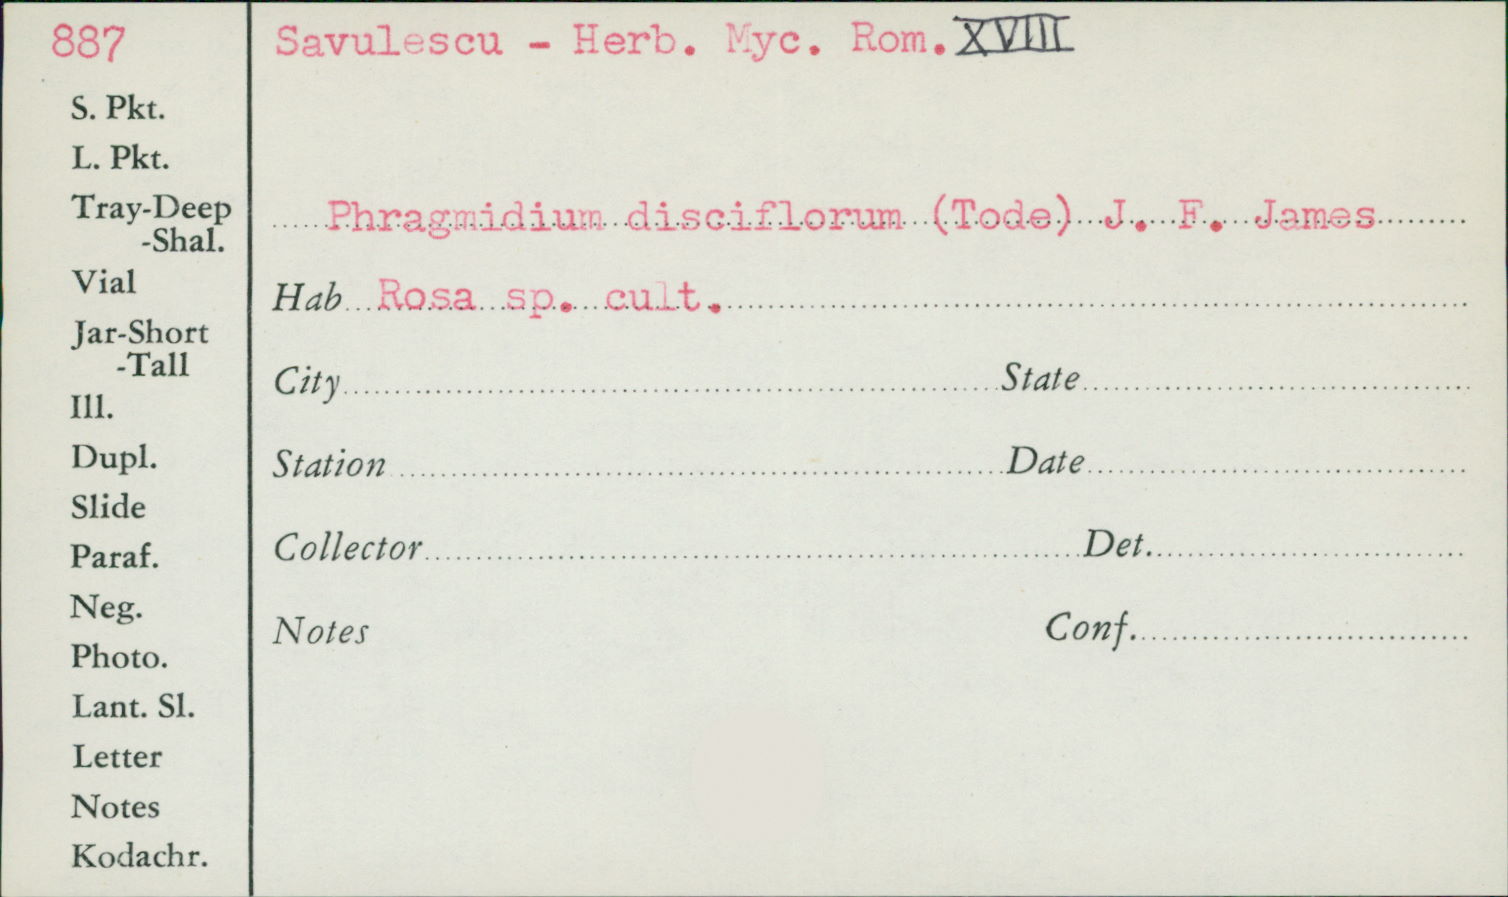 887
Savulescu - Herb. Myc. Rom. XVIII
S. Pkt.
L. Pkt.
Tray-Deep
-Shal.
Vial
Jar-Short
-Tall
Ill.
Dupl.
Slide
Paraf.
Neg.
Photo.
Lant. Sl.
Letter
Notes
Kodachr.
Phragmidium disciflorum (Tode) J. F. James
Hab Rosa sp. cult.
City State
Station Date
Collector Det.
Notes Conf.